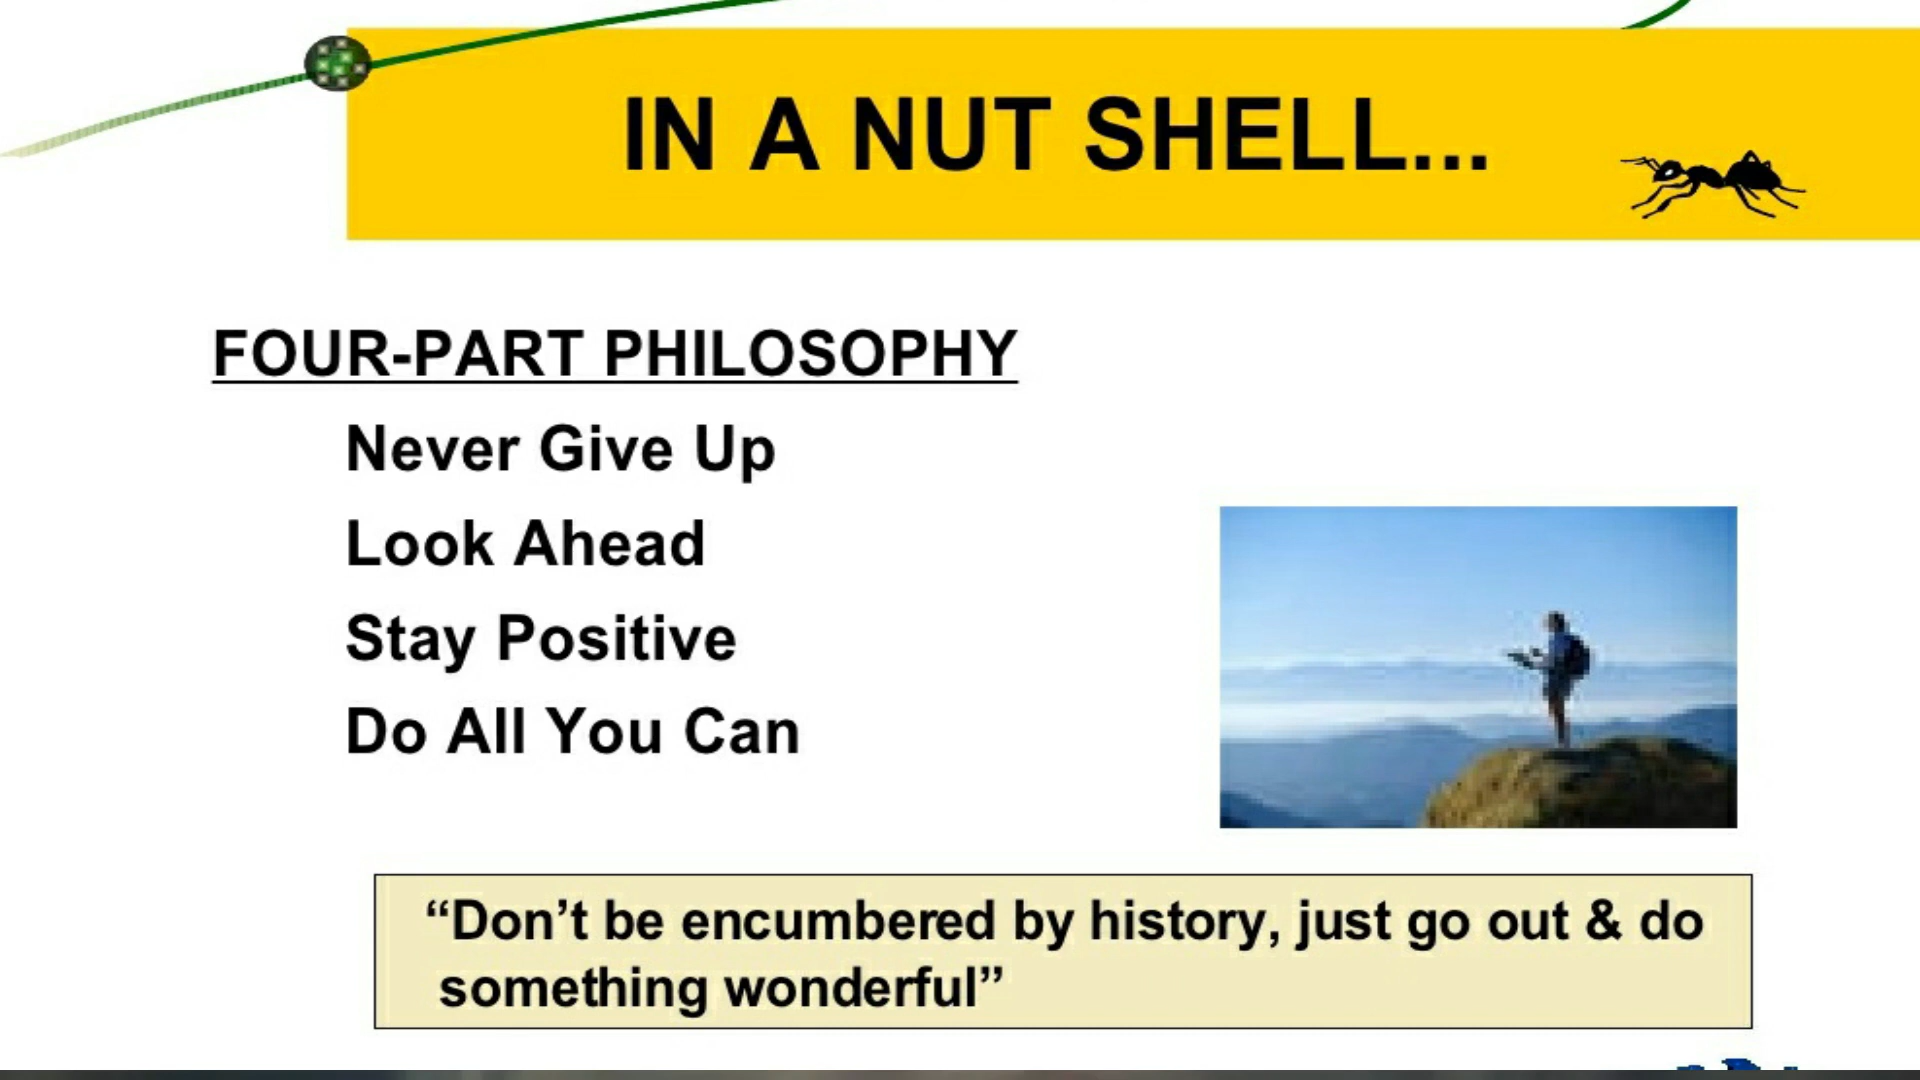 IN A NUT SHELL...
FOUR-PART PHILOSOPHY
Never Give Up
Look Ahead
Stay Positive
Do All You Can
“Don’t be encumbered by history, just go out & do
something wonderful”